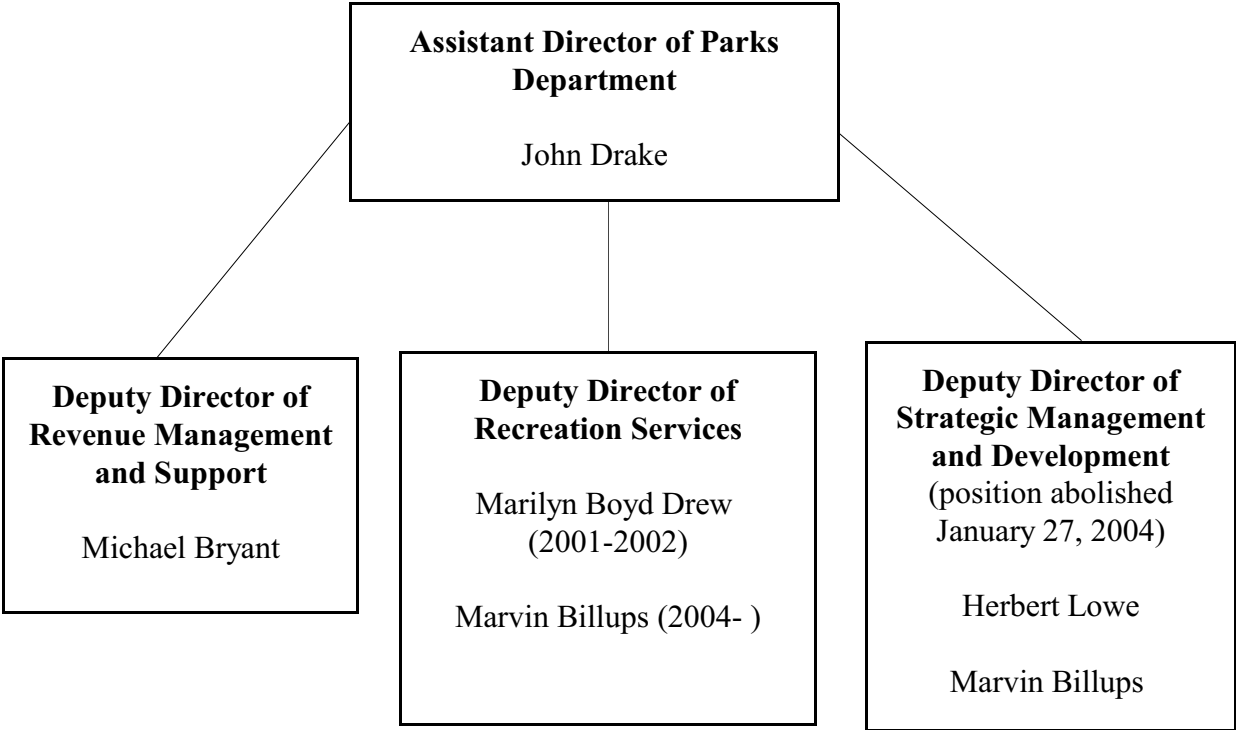 Assistant Director of Parks
Department
John Drake
Deputy Director of
Revenue Management
and Support
Michael Bryant
Deputy Director of
Recreation Services
Marilyn Boyd Drew
(2001-2002)
Marvin Billups (2004- )
Deputy Director of
Strategic Management
and Development
(position abolished
January 27, 2004)
Herbert Lowe
Marvin Billups